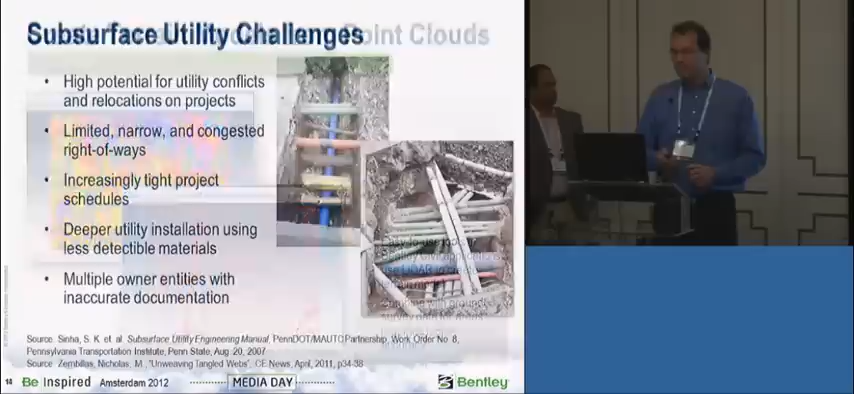 Subsurface Utility Challenges
Point Clouds
• High potential for utility conflicts
and relocations on projects
• Limited, narrow, and congested
right-of-ways
• Increasingly tight project
schedules
• Deeper utility installation using
less detectible materials
• Multiple owner entities with
inaccurate documentation
Source: Sinha, S. K. et. al. Subsurface Utility Engineering Manual, PennDOT/MAUTC Partnership, Work Order No. 8,
Pennsylvania Transportation Institute, Penn State, Aug. 20, 2007
Source: Zembillas, Nicholas, M., "Unweaving Tangled Webs", CE News, April, 2011, p34-38
18 Be Inspired Amsterdam 2012 MEDIA DAY Bentley